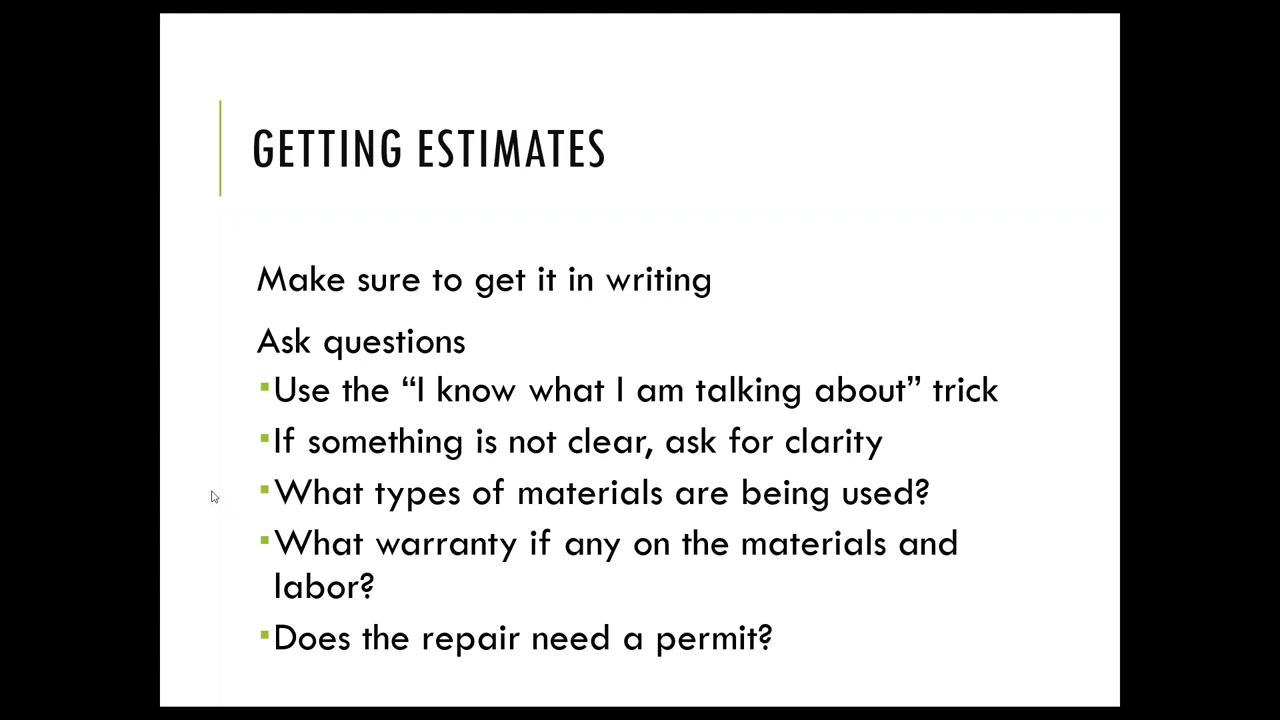 GETTING ESTIMATES
Make sure to get it in writing
Ask questions
▪Use the “I know what I am talking about” trick
▪If something is not clear, ask for clarity
▪What types of materials are being used?
▪What warranty if any on the materials and
labor?
▪Does the repair need a permit?